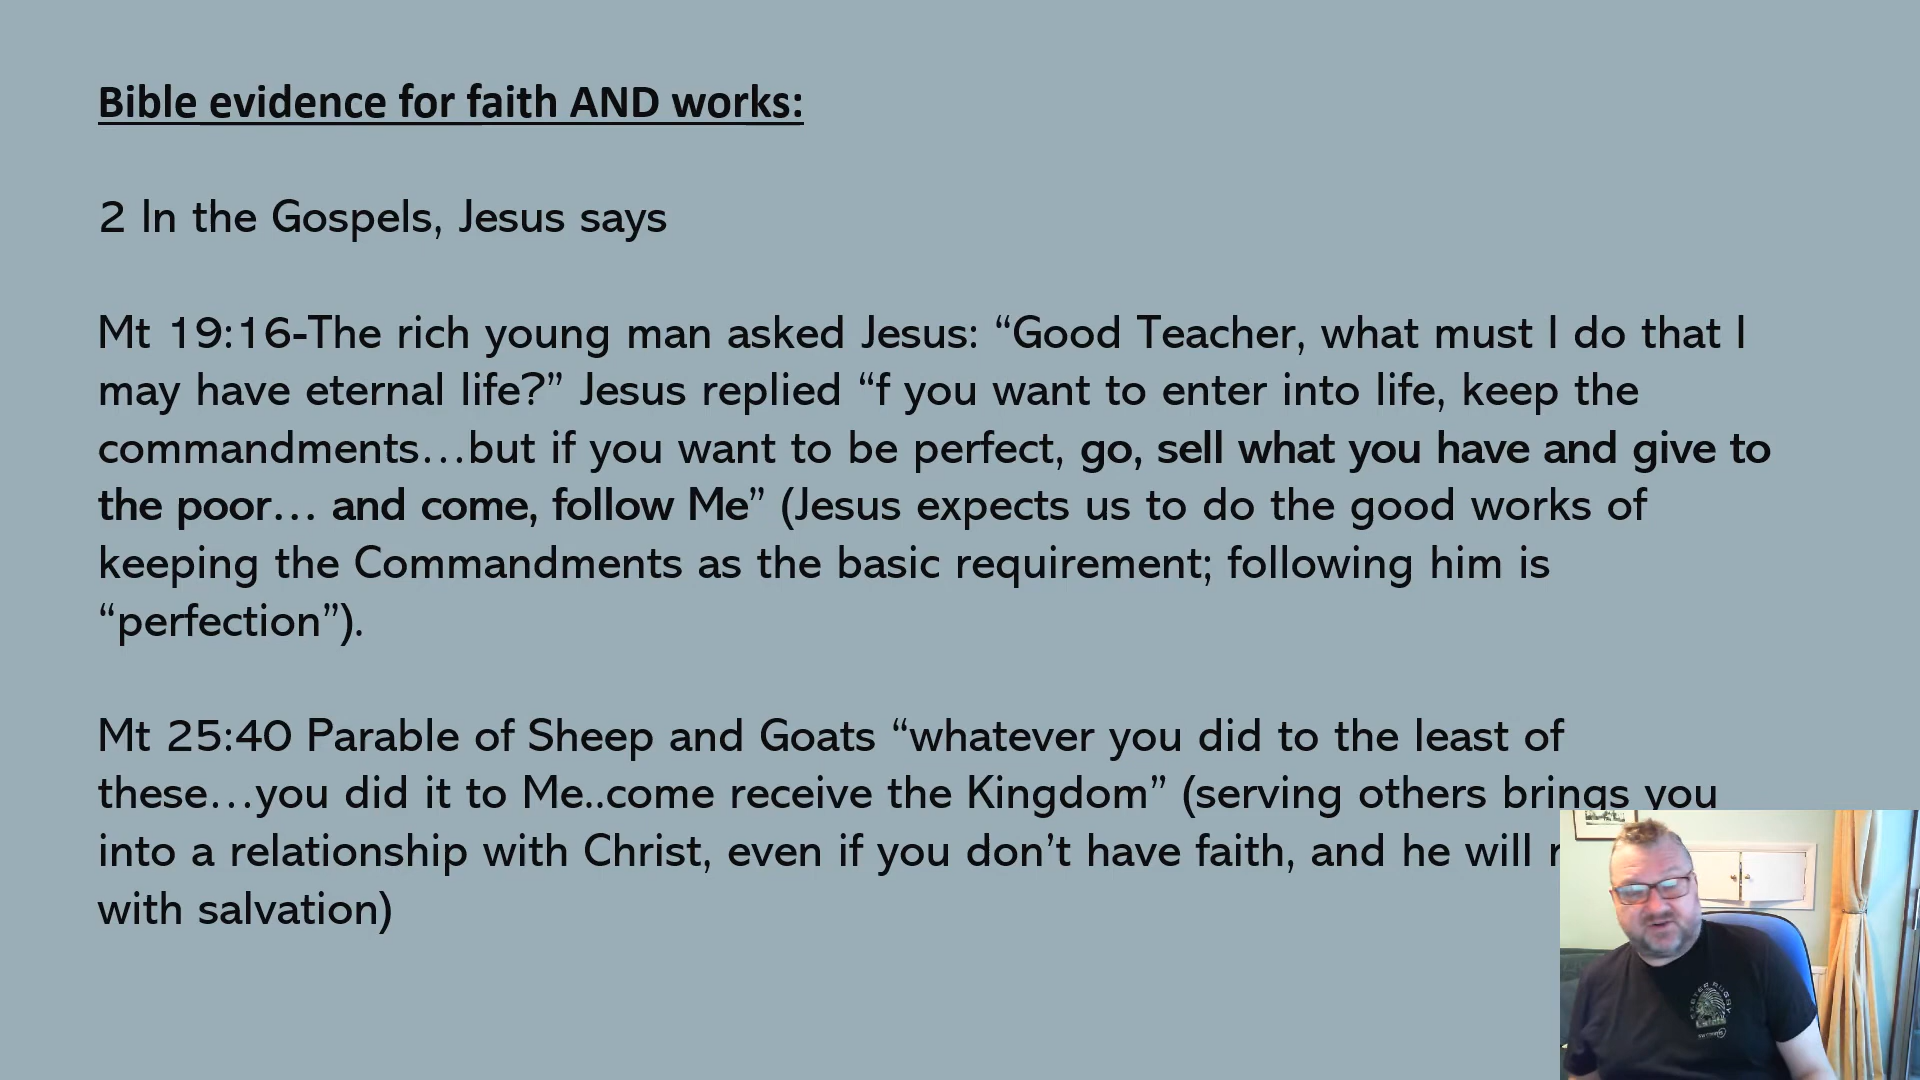 Bible evidence for faith AND works:
2 In the Gospels, Jesus says
Mt 19:16-The rich young man asked Jesus: “Good Teacher, what must I do that I
may have eternal life?” Jesus replied “f you want to enter into life, keep the
commandments…but if you want to be perfect, go, sell what you have and give to
the poor… and come, follow Me” (Jesus expects us to do the good works of
keeping the Commandments as the basic requirement; following him is
“perfection”).
Mt 25:40 Parable of Sheep and Goats “whatever you did to the least of
these…you did it to Me..come receive the Kingdom” (serving others brings you
into a relationship with Christ, even if you don’t have faith, and he will
with salvation)
EXETER RUGBY